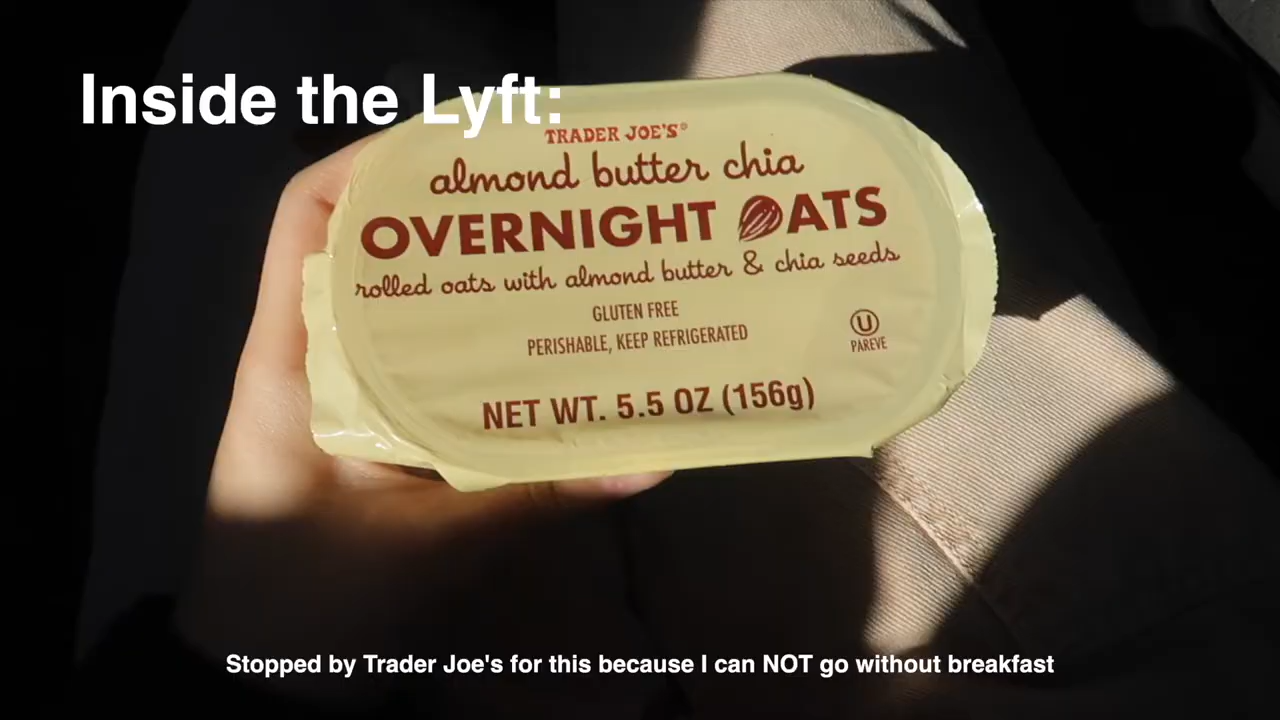 Inside the Lyft:
TRADER JOE'S®
almond butter chia
OVERNIGHT OATS
rolled oats with almond butter & chia seeds
GLUTEN FREE
PERISHABLE, KEEP REFRIGERATED
U
PAREVE
NET WT. 5.5 OZ (156g)
Stopped by Trader Joe's for this because I can NOT go without breakfast